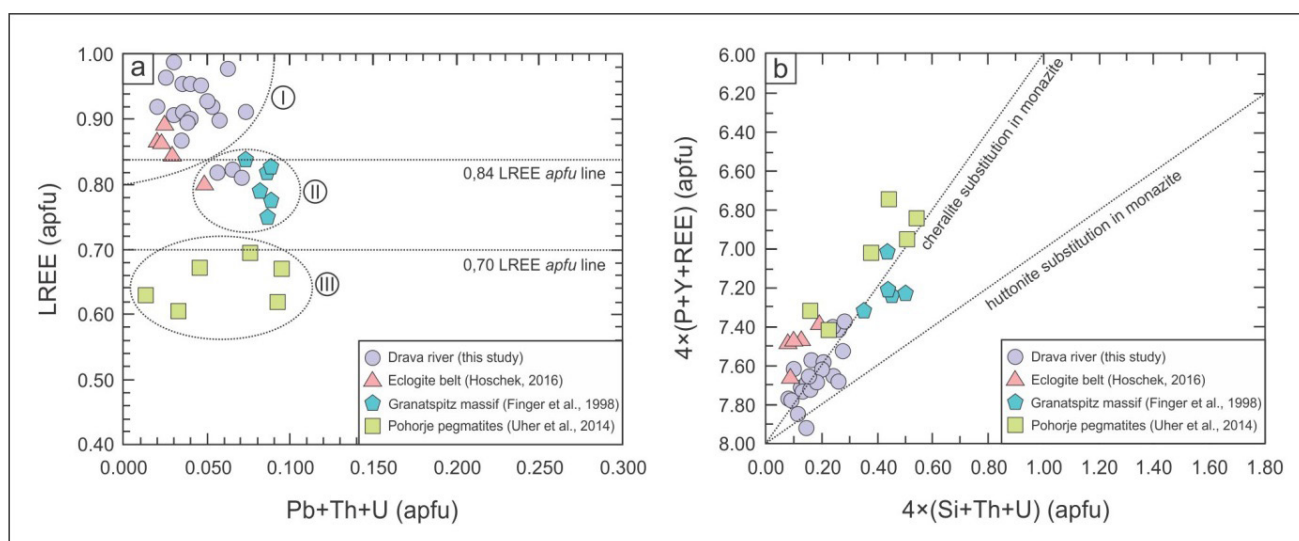 a
1.00
0.90
0.80
0.70
0.60
0.50
0.40
LREE (apfu)
I
II
III
0,84 LREE apfu line
0,70 LREE apfu line
Drava river (this study)
Eclogite belt (Hoschek, 2016)
Granatspitz massif (Finger et al., 1998)
Pohorje pegmatites (Uher et al., 2014)
0.000 0.050 0.100 0.150 0.200 0.250 0.300
Pb+Th+U (apfu)
b
6.00
6.20
6.40
6.60
6.80
7.00
7.20
7.40
7.60
7.80
8.00
4×(P+Y+REE) (apfu)
cheralite substitution in monazite
huttonite substitution in monazite
Drava river (this study)
Eclogite belt (Hoschek, 2016)
Granatspitz massif (Finger et al., 1998)
Pohorje pegmatites (Uher et al., 2014)
0.00 0.20 0.40 0.60 0.80 1.00 1.20 1.40 1.60 1.80
4×(Si+Th+U) (apfu)